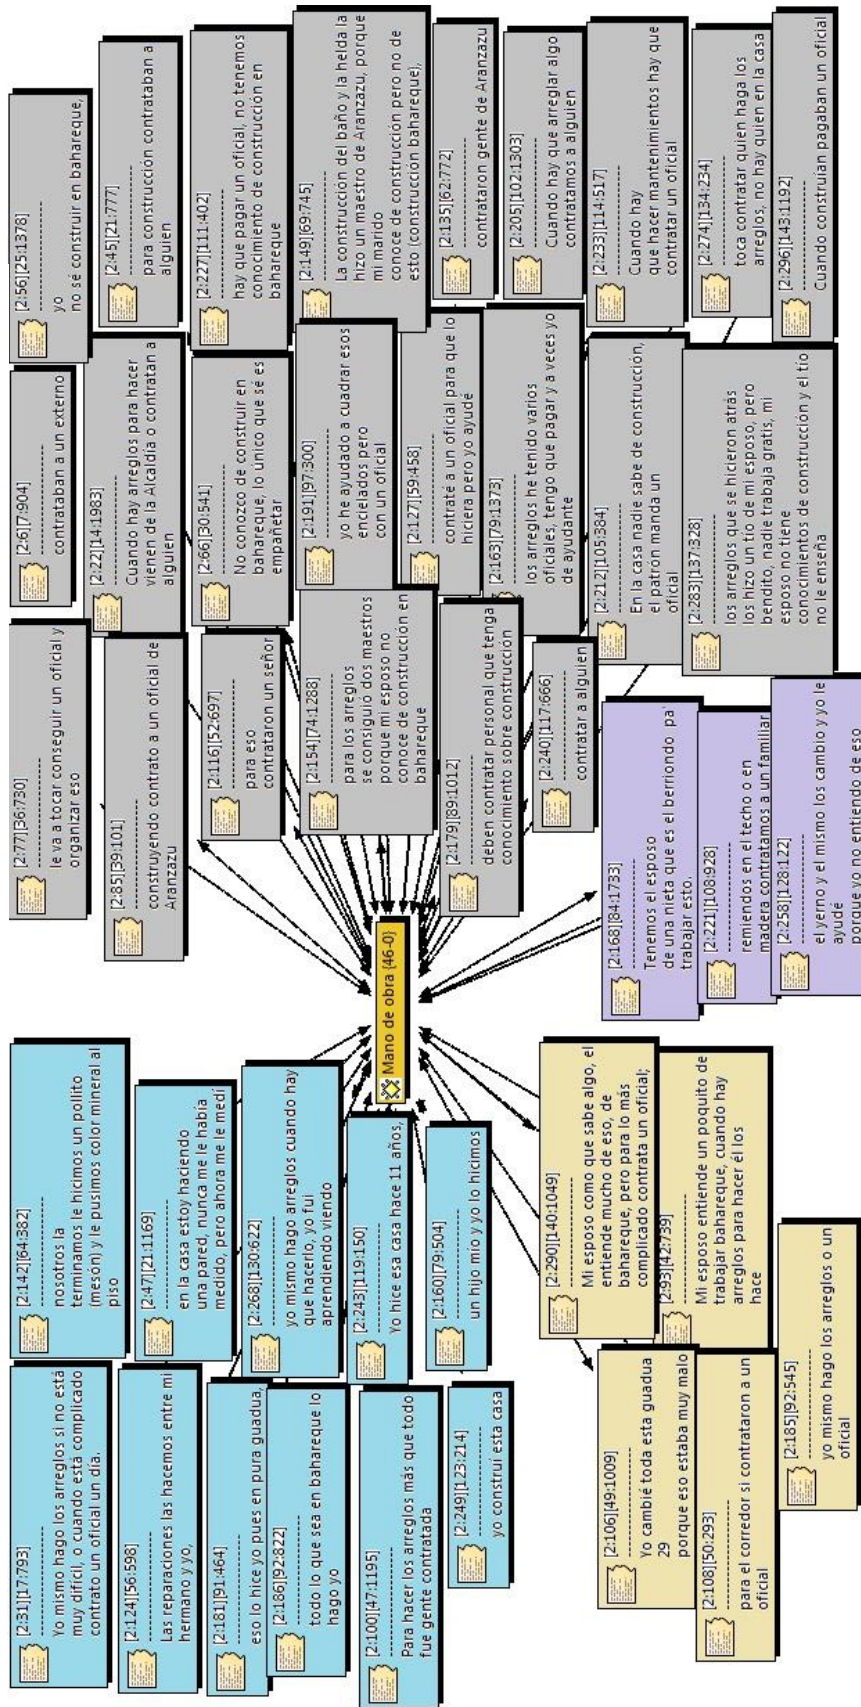 [2:31][17:793]
Yo mismo hago los arreglos si no está
muy difícil, o cuando está complicado
contrato un oficial un día.
[2:142][64:382]
nosotros la
terminamos le hicimos un pollito
(meson) y le pusimos color mineral al
piso
[2:124][56:598]
Las reparaciones las hacemos entre mi
hermano y yo,
[2:47][21:1169]
en la casa estoy haciendo
una pared, nunca me le había
medido, pero ahora me le medí
[2:181][91:464]
eso lo hice yo pues en pura guadua,
[2:268][130:622]
yo mismo hago arreglos cuando hay
que hacerlo, yo fui
aprendiendo viendo
[2:186][92:822]
todo lo que sea en bahareque lo
hago yo
[2:243][119:150]
Yo hice esa casa hace 11 años,
[2:100][47:1195]
Para hacer los arreglos más que todo
fue gente contratada
[2:160][79:504]
un hijo mio y yo lo hicimos
[2:249][123:214]
yo construí esta casa
Mano de obra {46-0}
[2:77][36:730]
le va a tocar conseguir un oficial y
organizar eso
[2:6][7:904]
contrataban a un externo
[2:56][25:1378]
yo
no sé construir en bahareque,
[2:85][39:101]
construyendo contrato a un oficial de
Aranzazu
[2:22][14:1983]
Cuando hay arreglos para hacer
vienen de la Alcaldía o contratan a
alguien
[2:45][21:777]
para construcción contrataban a
alguien
[2:116][52:697]
para eso
contrataron un señor
[2:66][30:541]
No conozco de construir en
bahareque, lo unico que sé es
empañetar
[2:227][111:402]
hay que pagar un oficial, no tenemos
conocimiento de construcción en
bahareque
[2:154][74:1288]
para los arreglos
se consiguió dos maestros
porque mi esposo no
conoce de construcción en
bahareque
[2:191][97:300]
yo he ayudado a cuadrar esos
encielados pero
con un oficial
[2:149][69:745]
La construcción del baño y la helda la
hizo un maestro de Aranzazu, porque
mi marido
conoce de construcción pero no de
esto (construcción bahareque),
[2:127][59:458]
contraté a un oficial para que lo
hiciera pero yo ayudé
[2:135][62:772]
contrataron gente de Aranzazu
[2:179][89:1012]
deben contratar personal que tenga
conocimiento sobre construcción
[2:163][79:1373]
los arreglos he tenido varios
oficiales, tengo que pagar y a veces yo
de ayudante
[2:205][102:1303]
Cuando hay que arreglar algo
contratamos a alguien
[2:240][117:666]
contratar a alguien
[2:212][105:384]
En la casa nadie sabe de construcción,
el patrón manda un
oficial
[2:233][114:517]
Cuando hay
que hacer mantenimientos hay que
contratar un oficial
[2:283][137:328]
los arreglos que se hicieron atrás
los hizo un tio de mi esposo, pero
bendito, nadie trabaja gratis, mi
esposo no tiene
conocimientos de construcción y el tio
no le enseña
[2:274][134:234]
toca contratar quien haga los
arreglos, no hay quien en la casa
[2:296][143:1192]
Cuando construían pagaban un oficial
[2:290][140:1049]
Mi esposo como que sabe algo, el
entiende mucho de eso, de
bahareque, pero para lo más
complicado contrata un oficial;
[2:106][49:1009]
Yo cambié toda esta guadua
29
porque eso estaba muy malo
[2:93][42:739]
Mi esposo entiende un poquito de
trabajar bahareque, cuando hay
arreglos para hacer él los
hace
[2:108][50:293]
para el corredor si contrataron a un
oficial
[2:185][92:545]
yo mismo hago los arreglos o un
oficial
[2:168][84:1733]
Tenemos el esposo
de una nieta que es el berriondo pa'
trabajar esto.
[2:221][108:928]
remiendos en el techo o en
madera contratamos a un familiar
[2:258][128:122]
el yerno y el mismo los cambio y yo le
ayudé
porque yo no entiendo de eso